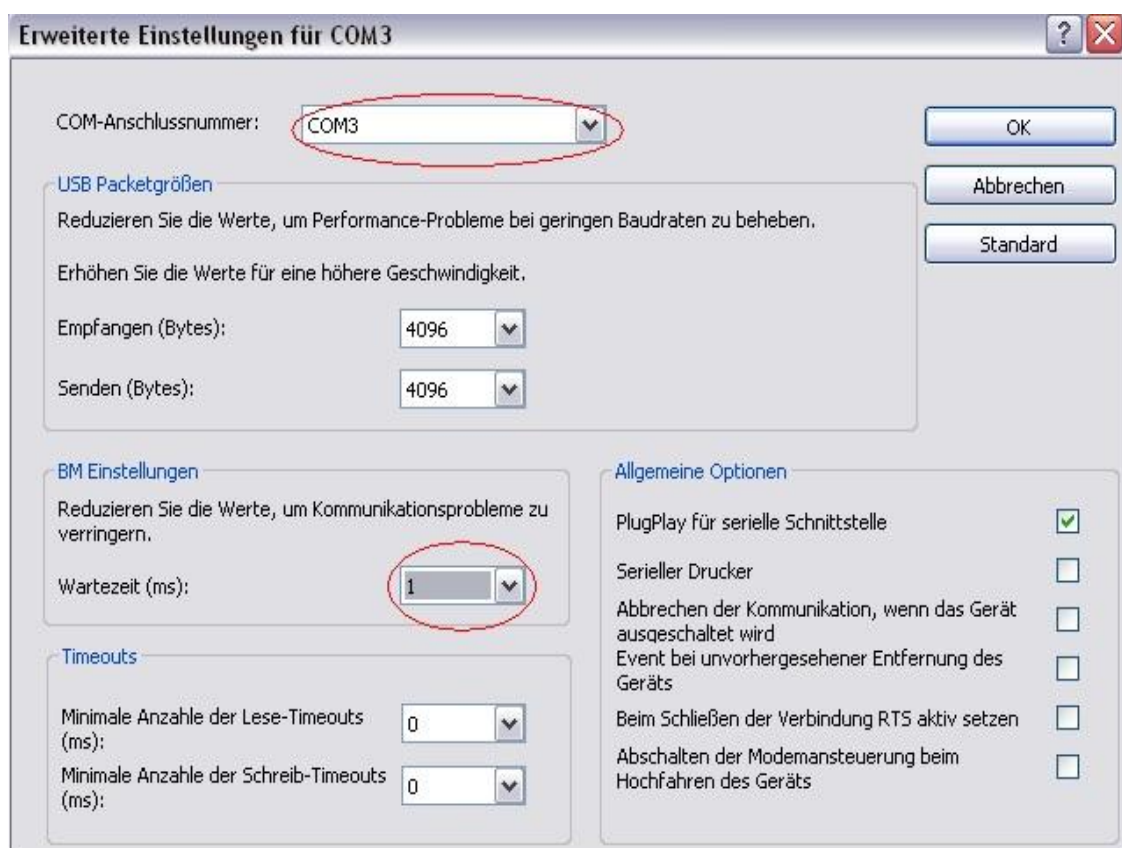 Erweiterte Einstellungen für COM3
COM-Anschlussnummer: COM3
OK
Abbrechen
Standard
USB Packetgrößen
Reduzieren Sie die Werte, um Performance-Probleme bei geringen Baudraten zu beheben.
Erhöhen Sie die Werte für eine höhere Geschwindigkeit.
Empfangen (Bytes): 4096
Senden (Bytes): 4096
BM Einstellungen
Reduzieren Sie die Werte, um Kommunikationsprobleme zu
verringern.
Wartezeit (ms): 1
Timeouts
Minimale Anzahle der Lese-Timeouts
(ms): 0
Minimale Anzahle der Schreib-Timeouts
(ms): 0
Allgemeine Optionen
PlugPlay für serielle Schnittstelle
Serieller Drucker
Abbrechen der Kommunikation, wenn das Gerät
ausgeschaltet wird
Event bei unvorhergesehener Entfernung des
Geräts
Beim Schließen der Verbindung RTS aktiv setzen
Abschalten der Modemansteuerung beim
Hochfahren des Geräts